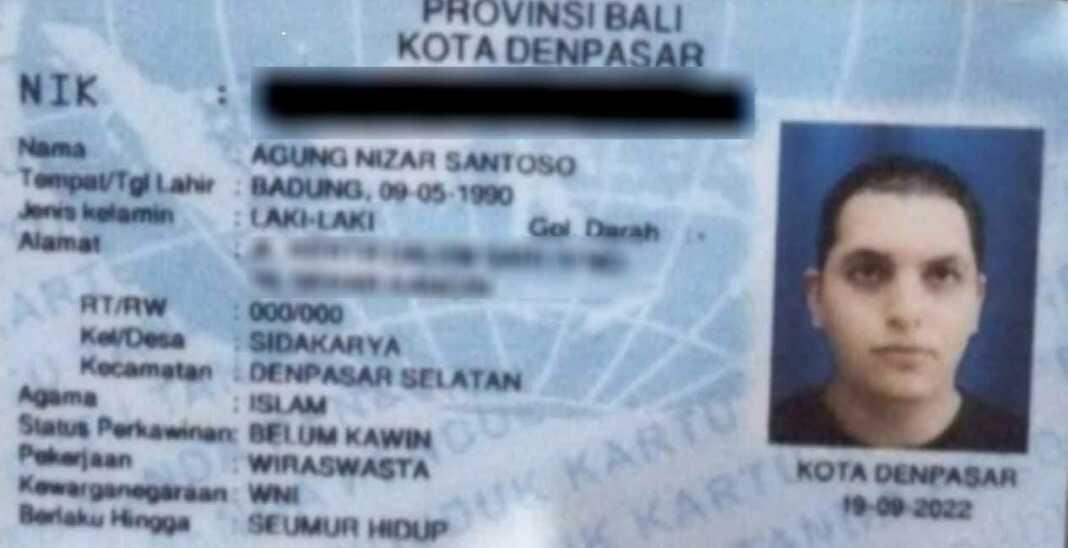 PROVINSI BALI
KOTA DENPASAR
NIK :
Nama AGUNG NIZAR SANTOSO
Tempat/Tgl Lahir : BADUNG, 09-05-1990
Jenis kelamin : LAKI-LAKI Gol. Darah : -
Alamat :
RT/RW : 000/000
Kel/Desa : SIDAKARYA
Kecamatan : DENPASAR SELATAN
Agama : ISLAM
Status Perkawinan: BELUM KAWIN
Pekerjaan : WIRASWASTA
Kewarganegaraan : WNI
Berlaku Hingga : SEUMUR HIDUP
KOTA DENPASAR
19-09-2022